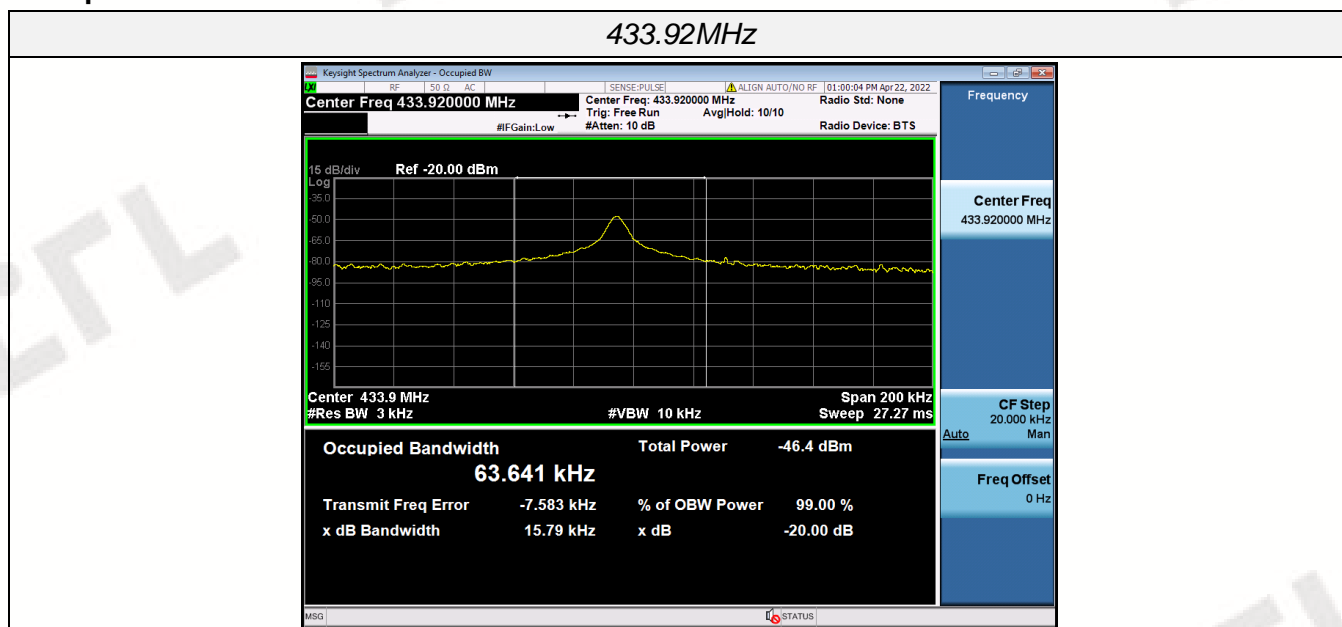 433.92MHz
Keysight Spectrum Analyzer - Occupied BW
LXI RF 50 Ω AC SENSE:PULSE ALIGN AUTO/NO RF 01:00:04 PM Apr 22, 2022
Center Freq 433.920000 MHz Center Freq: 433.920000 MHz Radio Std: None
Trig: Free Run Avg|Hold: 10/10
#IFGain:Low #Atten: 10 dB Radio Device: BTS
15 dB/div Ref -20.00 dBm
Log
-35.0
-50.0
-65.0
-80.0
-95.0
-110
-125
-140
-155
Center 433.9 MHz Span 200 kHz
#Res BW 3 kHz #VBW 10 kHz Sweep 27.27 ms
Occupied Bandwidth Total Power -46.4 dBm
63.641 kHz
Transmit Freq Error -7.583 kHz % of OBW Power 99.00 %
x dB Bandwidth 15.79 kHz x dB -20.00 dB
MSG STATUS
Frequency
Center Freq
433.920000 MHz
CF Step
20.000 kHz
Auto Man
Freq Offset
0 Hz